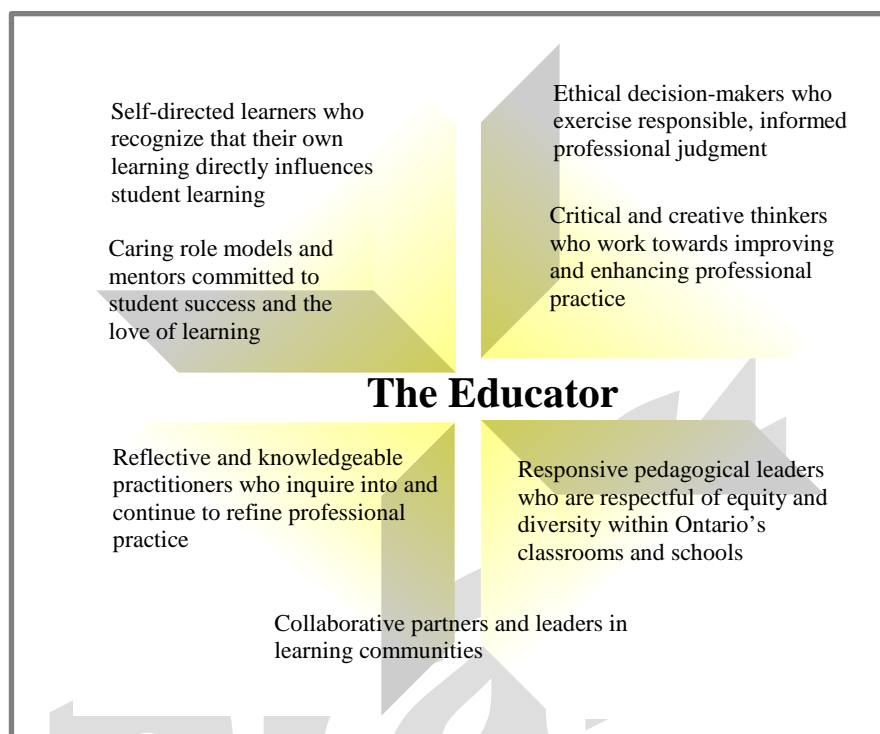 Self-directed learners who
recognize that their own
learning directly influences
student learning
Caring role models and
mentors committed to
student success and the
love of learning
Ethical decision-makers who
exercise responsible, informed
professional judgment
Critical and creative thinkers
who work towards improving
and enhancing professional
practice
The Educator
Reflective and knowledgeable
practitioners who inquire into and
continue to refine professional
practice
Responsive pedagogical leaders
who are respectful of equity and
diversity within Ontario’s
classrooms and schools
Collaborative partners and leaders in
learning communities